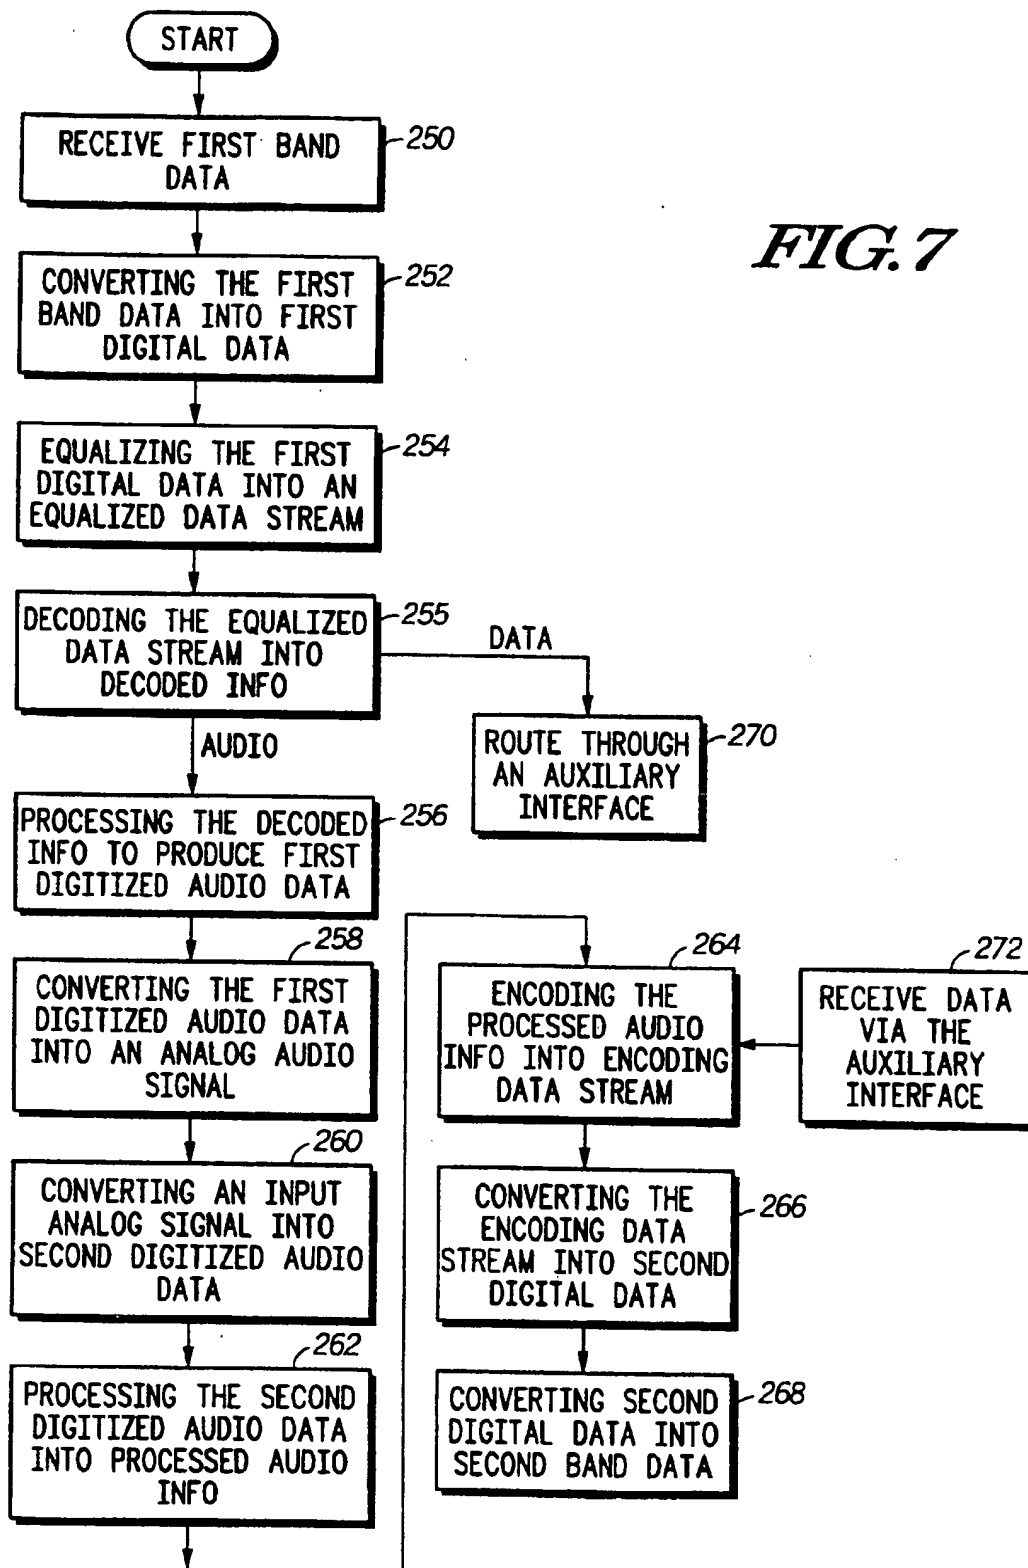 START
RECEIVE FIRST BAND
DATA
250
FIG.7
CONVERTING THE FIRST
BAND DATA INTO FIRST
DIGITAL DATA
252
EQUALIZING THE FIRST
DIGITAL DATA INTO AN
EQUALIZED DATA STREAM
254
DECODING THE EQUALIZED
DATA STREAM INTO
DECODED INFO
255
DATA
ROUTE THROUGH
AN AUXILIARY
INTERFACE
270
AUDIO
PROCESSING THE DECODED
INFO TO PRODUCE FIRST
DIGITIZED AUDIO DATA
256
258
CONVERTING THE FIRST
DIGITIZED AUDIO DATA
INTO AN ANALOG AUDIO
SIGNAL
260
CONVERTING AN INPUT
ANALOG SIGNAL INTO
SECOND DIGITIZED AUDIO
DATA
262
PROCESSING THE SECOND
DIGITIZED AUDIO DATA
INTO PROCESSED AUDIO
INFO
264
ENCODING THE
PROCESSED AUDIO
INFO INTO ENCODING
DATA STREAM
272
RECEIVE DATA
VIA THE
AUXILIARY
INTERFACE
CONVERTING THE
ENCODING DATA
STREAM INTO SECOND
DIGITAL DATA
266
CONVERTING SECOND
DIGITAL DATA INTO
SECOND BAND DATA
268